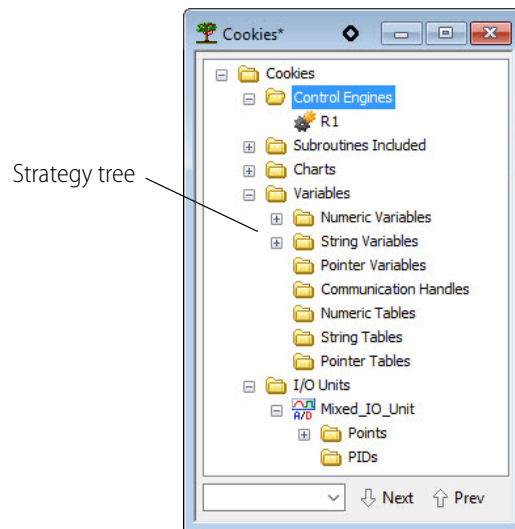 Cookies*
Cookies
Control Engines
R1
Subroutines Included
Charts
Strategy tree
Variables
Numeric Variables
String Variables
Pointer Variables
Communication Handles
Numeric Tables
String Tables
Pointer Tables
I/O Units
A/D Mixed_IO_Unit
Points
PIDs
Next Prev